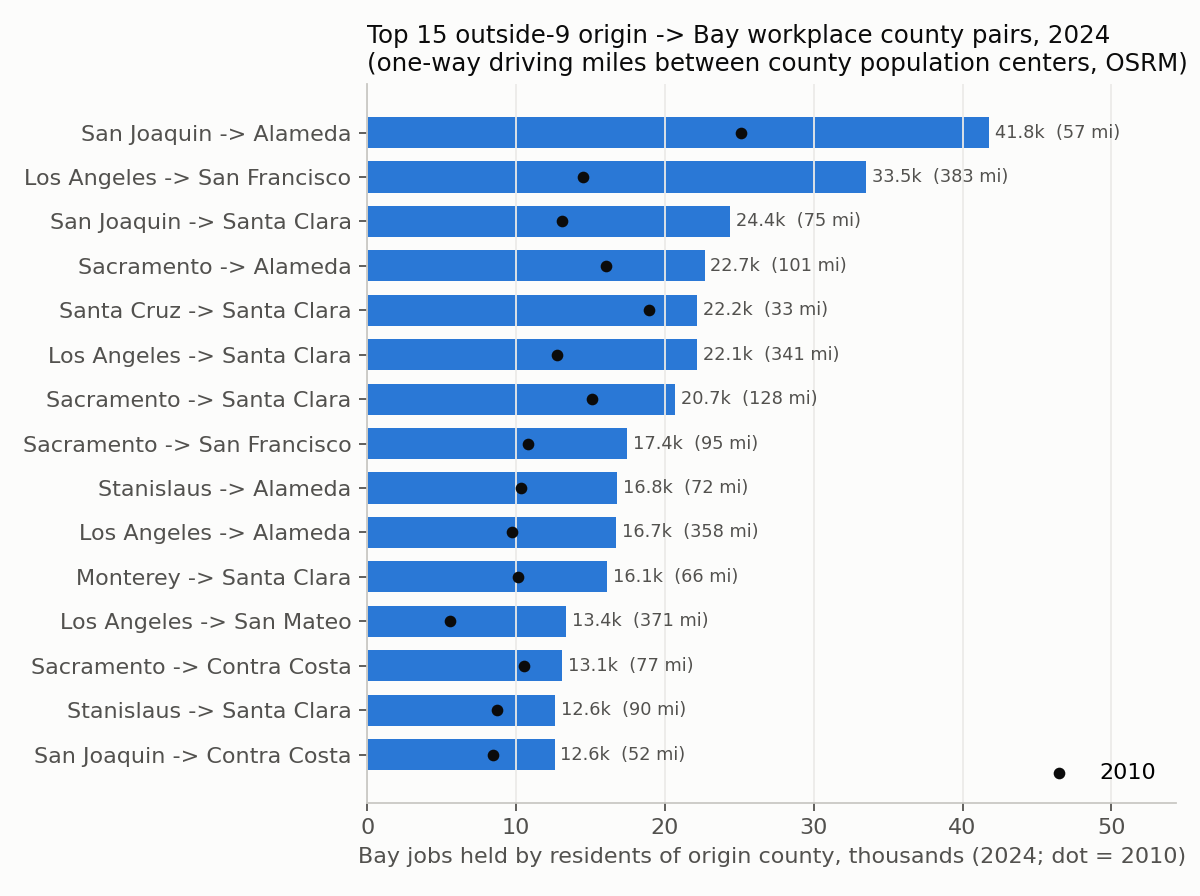 Top 15 outside-9 origin -> Bay workplace county pairs, 2024
(one-way driving miles between county population centers, OSRM)
San Joaquin -> Alameda 41.8k (57 mi)
Los Angeles -> San Francisco 33.5k (383 mi)
San Joaquin -> Santa Clara 24.4k (75 mi)
Sacramento -> Alameda 22.7k (101 mi)
Santa Cruz -> Santa Clara 22.2k (33 mi)
Los Angeles -> Santa Clara 22.1k (341 mi)
Sacramento -> Santa Clara 20.7k (128 mi)
Sacramento -> San Francisco 17.4k (95 mi)
Stanislaus -> Alameda 16.8k (72 mi)
Los Angeles -> Alameda 16.7k (358 mi)
Monterey -> Santa Clara 16.1k (66 mi)
Los Angeles -> San Mateo 13.4k (371 mi)
Sacramento -> Contra Costa 13.1k (77 mi)
Stanislaus -> Santa Clara 12.6k (90 mi)
San Joaquin -> Contra Costa 12.6k (52 mi)
2010
0 10 20 30 40 50
Bay jobs held by residents of origin county, thousands (2024; dot = 2010)